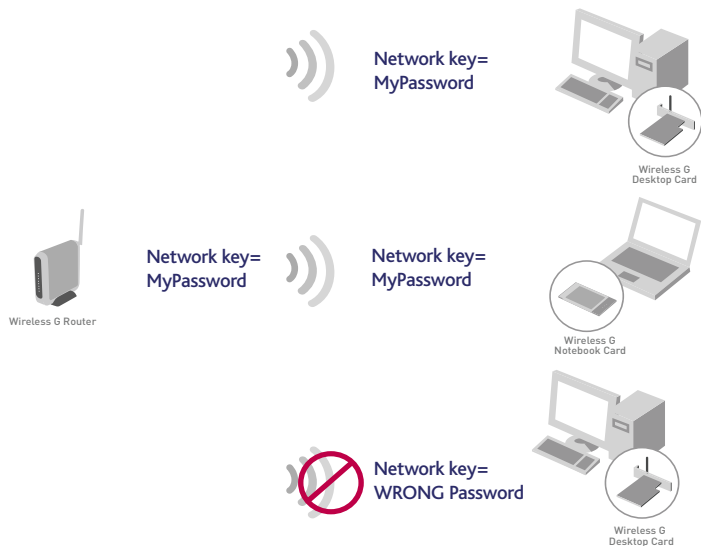 Network key=
MyPassword
Wireless G
Desktop Card
Wireless G Router
Network key=
MyPassword
Network key=
MyPassword
Wireless G
Notebook Card
Network key=
WRONG Password
Wireless G
Desktop Card